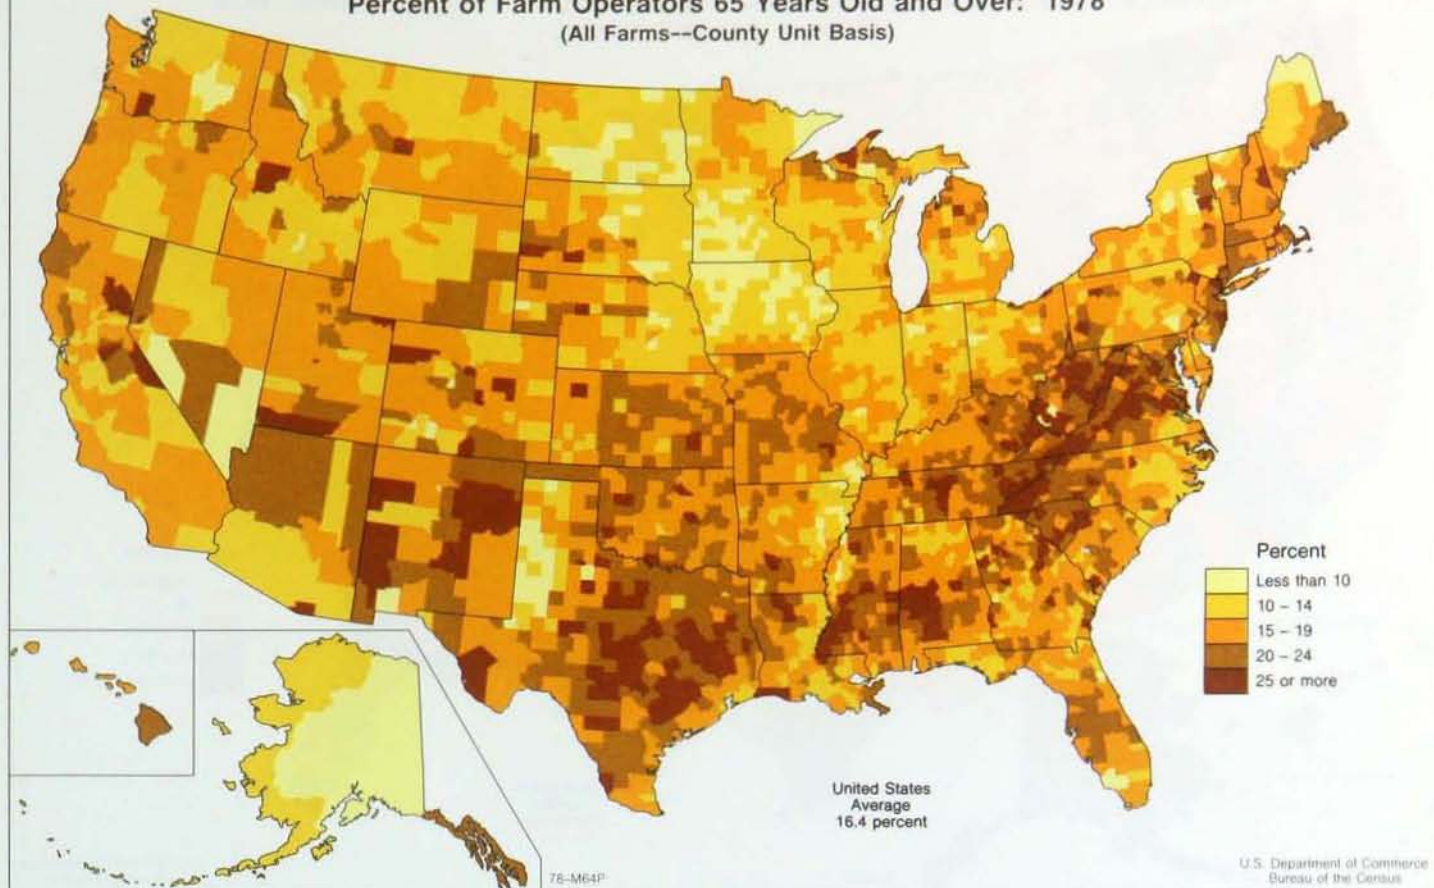 Percent of Farm Operators 65 Years Old and Over: 1978
(All Farms--County Unit Basis)
Percent
Less than 10
10 – 14
15 – 19
20 – 24
25 or more
United States
Average
16.4 percent
78-M64P
U.S. Department of Commerce
Bureau of the Census